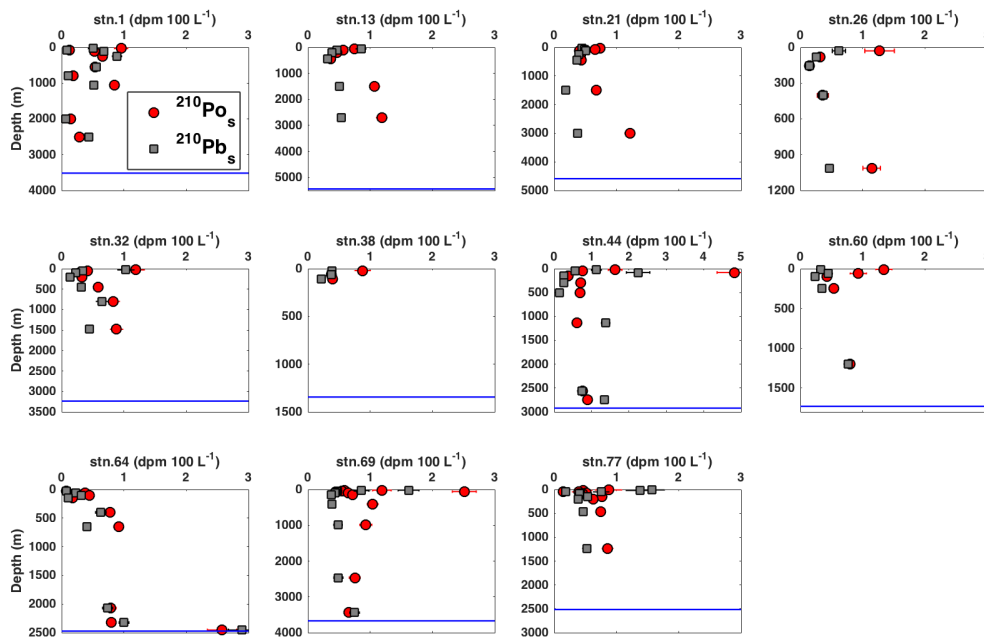 stn.1 (dpm 100 L⁻¹)
0 1 2 3
Depth (m)
0
1000
2000
3000
4000
²¹⁰Poₛ
²¹⁰Pbₛ
stn.13 (dpm 100 L⁻¹)
0 1 2 3
0
1000
2000
3000
4000
5000
stn.21 (dpm 100 L⁻¹)
0 1 2 3
0
1000
2000
3000
4000
5000
stn.26 (dpm 100 L⁻¹)
0 1 2
0
300
600
900
1200
stn.32 (dpm 100 L⁻¹)
0 1 2 3
Depth (m)
0
500
1000
1500
2000
2500
3000
3500
stn.38 (dpm 100 L⁻¹)
0 1 2 3
0
500
1000
1500
stn.44 (dpm 100 L⁻¹)
0 1 2 3 4 5
0
500
1000
1500
2000
2500
3000
stn.60 (dpm 100 L⁻¹)
0 1 2
0
500
1000
1500
stn.64 (dpm 100 L⁻¹)
0 1 2 3
Depth (m)
0
500
1000
1500
2000
2500
stn.69 (dpm 100 L⁻¹)
0 1 2 3
0
1000
2000
3000
4000
stn.77 (dpm 100 L⁻¹)
0 1 2 3
0
500
1000
1500
2000
2500
3000